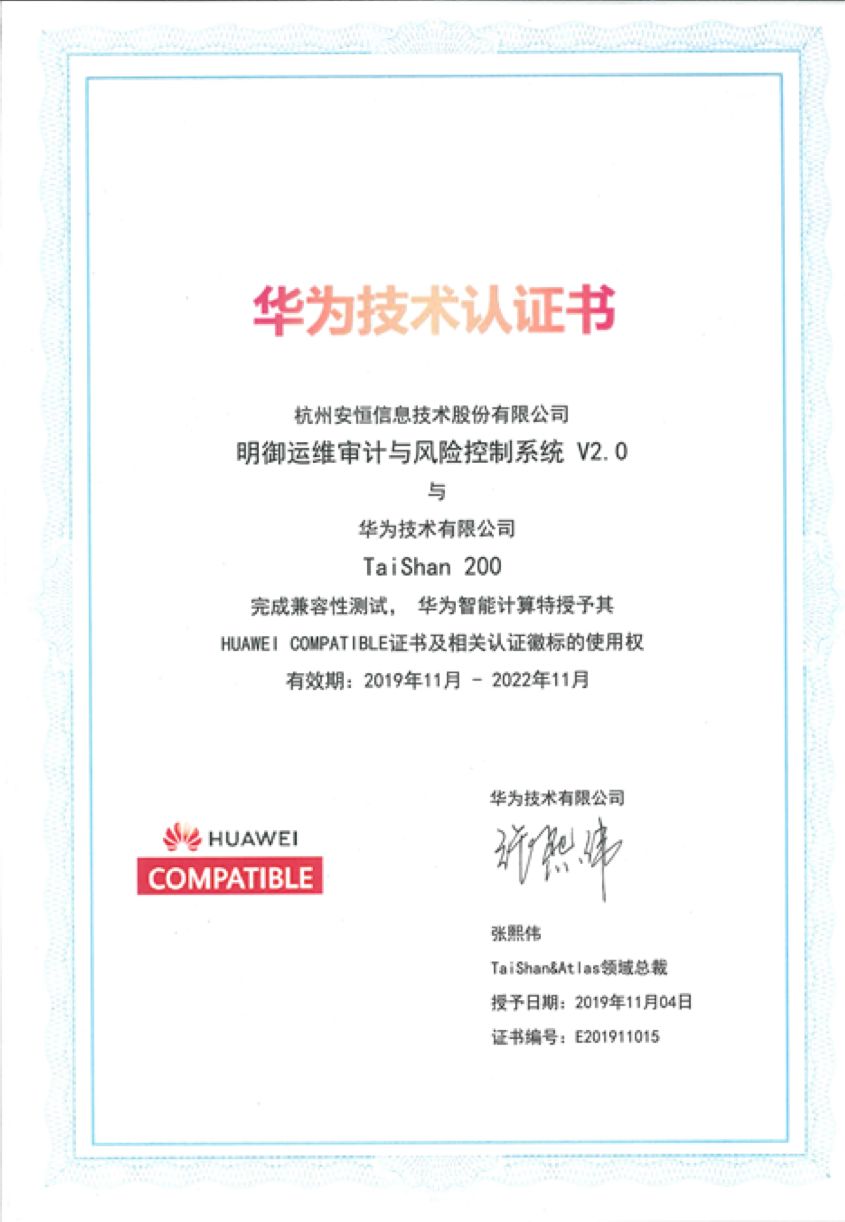 华为技术认证书
杭州安恒信息技术股份有限公司
明御运维审计与风险控制系统 V2.0
与
华为技术有限公司
TaiShan 200
完成兼容性测试, 华为智能计算特授予其
HUAWEI COMPATIBLE证书及相关认证徽标的使用权
有效期：2019年11月 - 2022年11月
HUAWEI
COMPATIBLE
华为技术有限公司
张熙伟
张熙伟
TaiShan&Atlas领域总裁
授予日期：2019年11月04日
证书编号：E201911015